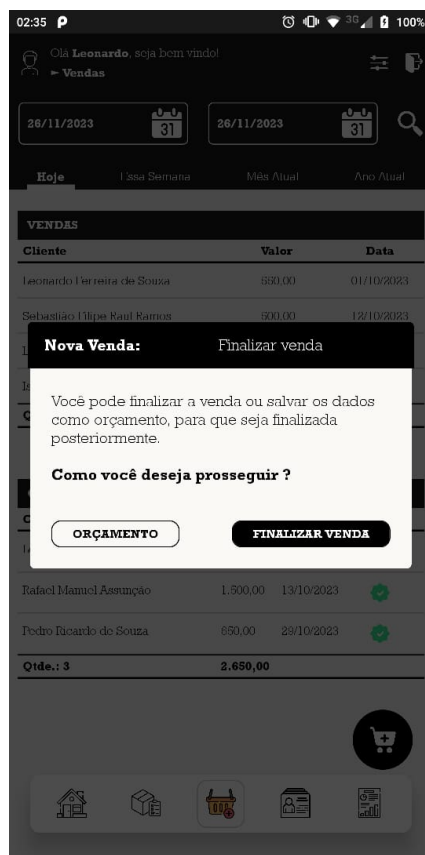 02:35 3G 100%
Olá Leonardo, seja bem vindo!
► Vendas
26/11/2023 31 26/11/2023 31
Hoje Essa Semana Mês Atual Ano Atual
VENDAS
Cliente Valor Data
Leonardo Ferreira de Souza 550,00 01/10/2023
Sebastião Filipe Raul Ramos 500,00 12/10/2023
Nova Venda: Finalizar venda
Você pode finalizar a venda ou salvar os dados
como orçamento, para que seja finalizada
posteriormente.
Como você deseja prosseguir ?
ORÇAMENTO FINALIZAR VENDA
Rafael Manuel Assunção 1.500,00 13/10/2023
Pedro Ricardo de Souza 650,00 29/10/2023
Qtde.: 3 2.650,00